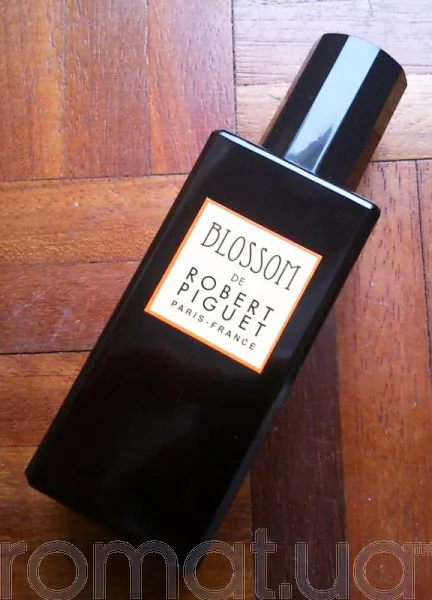 BLOSSOM
DE
ROBERT
PIGUET
PARIS-FRANCE
romat.ua